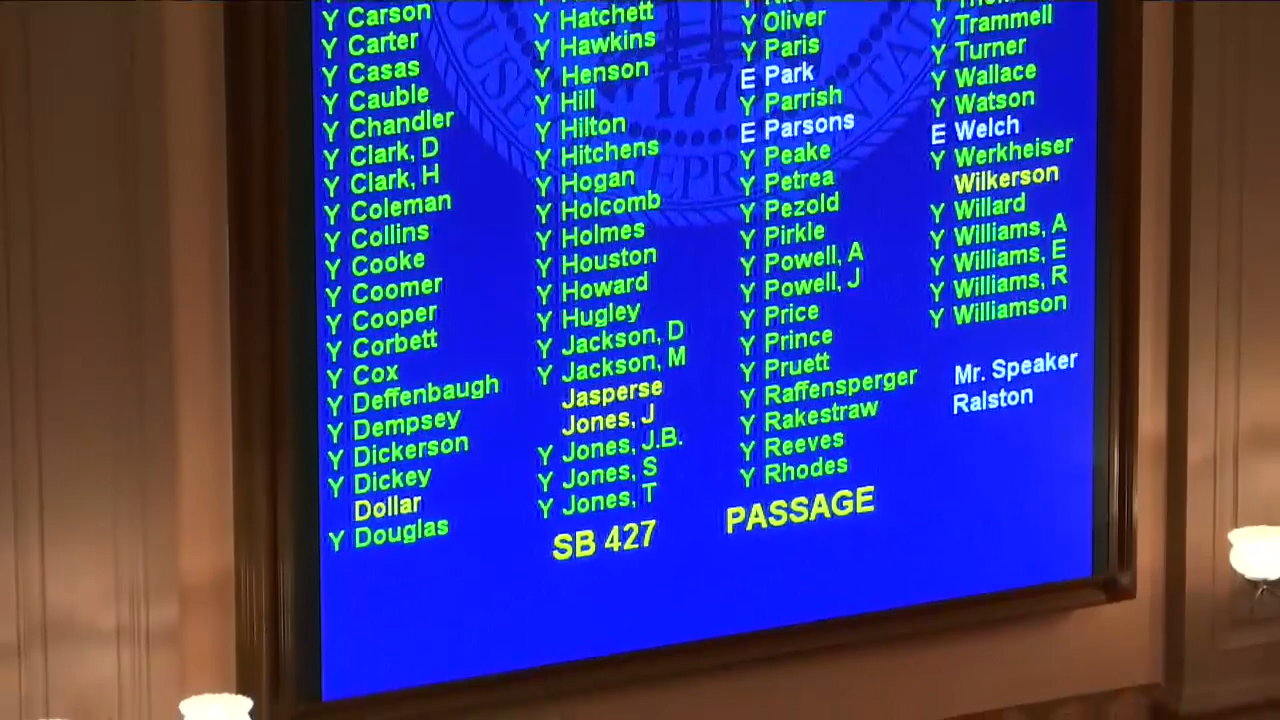 Y Carson
Y Carter
Y Casas
Y Cauble
Y Chandler
Y Clark, D
Y Clark, H
Y Coleman
Y Collins
Y Cooke
Y Coomer
Y Cooper
Y Corbett
Y Cox
Y Deffenbaugh
Y Dempsey
Y Dickerson
Y Dickey
Dollar
Y Douglas
Y Hatchett
Y Hawkins
Y Henson
Y Hill
Y Hilton
Y Hitchens
Y Hogan
Y Holcomb
Y Holmes
Y Houston
Y Howard
Y Hugley
Y Jackson, D
Y Jackson, M
Jasperse
Jones, J
Y Jones, J.B.
Y Jones, S
Y Jones, T
Y Oliver
Y Paris
E Park
Y Parrish
E Parsons
Y Peake
Y Petrea
Y Pezold
Y Pirkle
Y Powell, A
Y Powell, J
Y Price
Y Prince
Y Pruett
Y Raffensperger
Y Rakestraw
Y Reeves
Y Rhodes
Y Trammell
Y Turner
Y Wallace
Y Watson
E Welch
Y Werkheiser
Wilkerson
Y Willard
Y Williams, A
Y Williams, E
Y Williams, R
Y Williamson
Mr. Speaker
Ralston
SB 427 PASSAGE